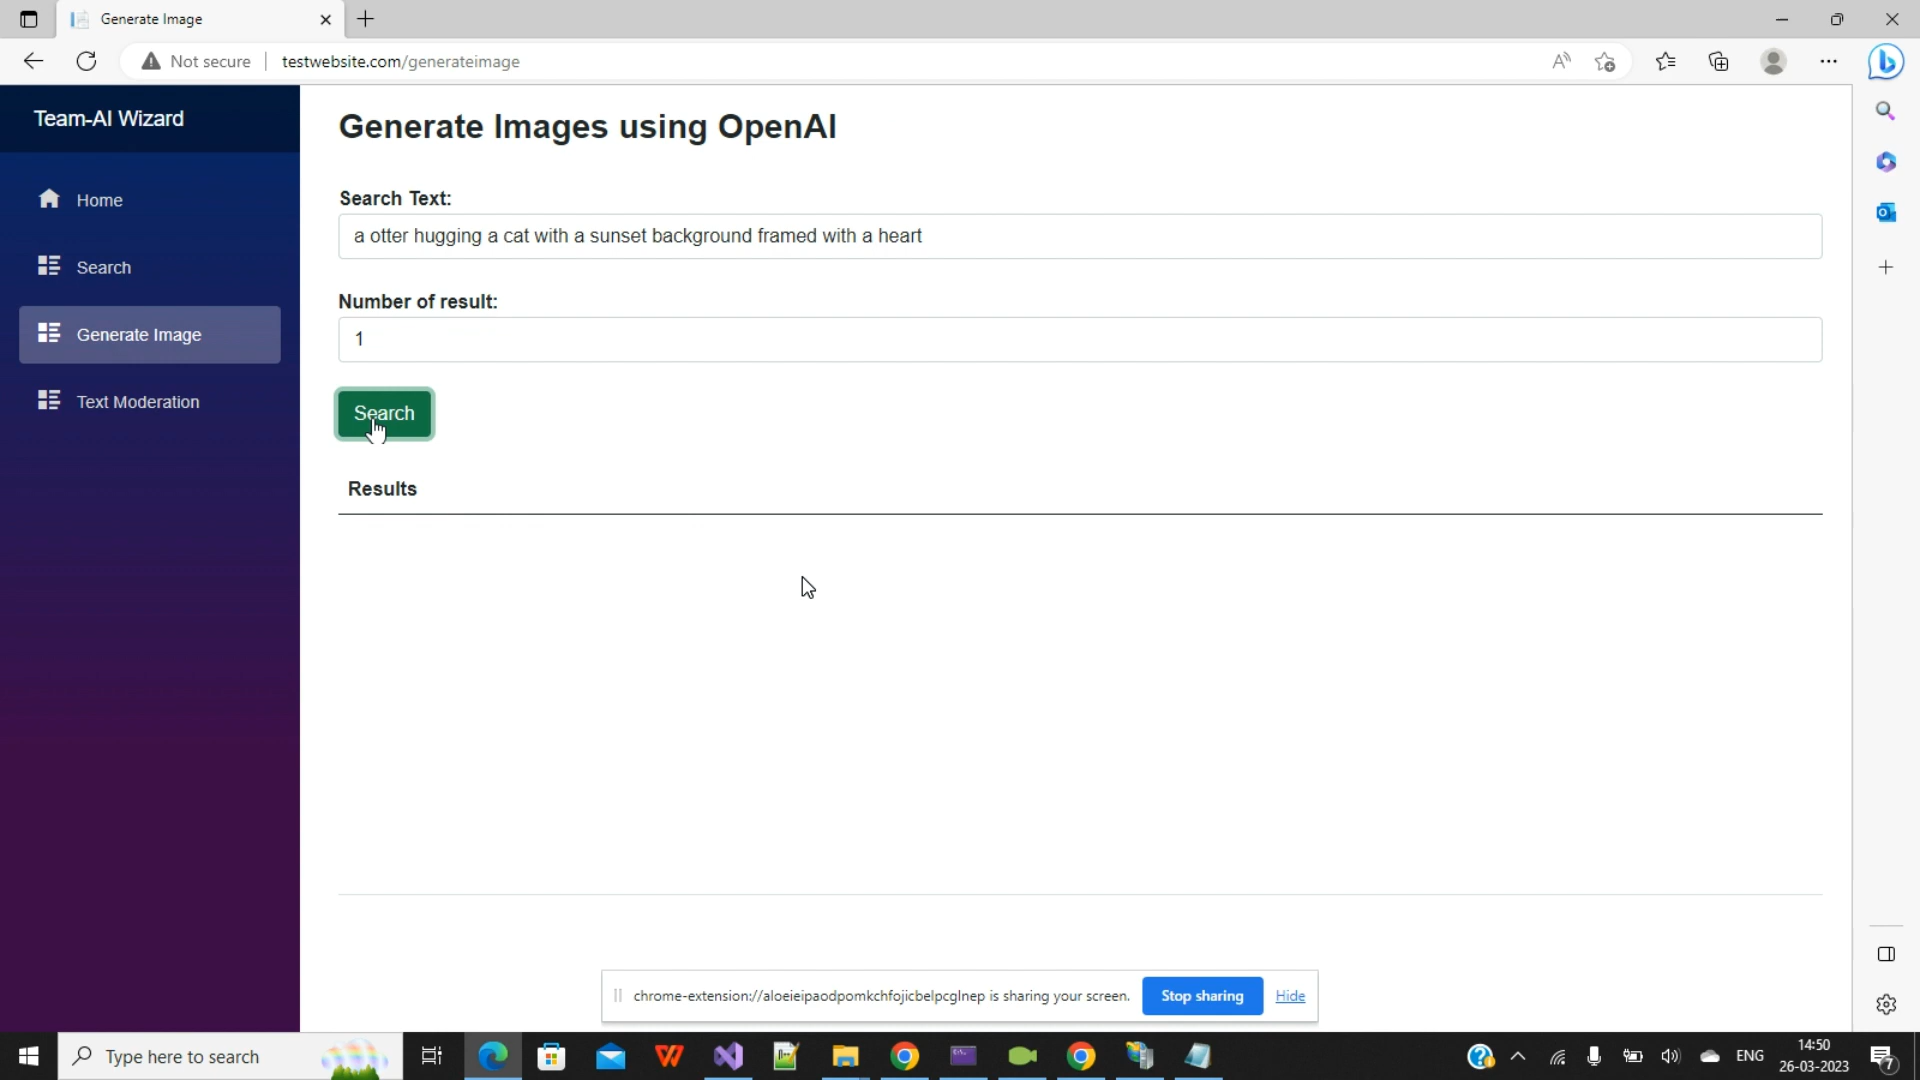 Generate Image
Not secure
testwebsite.com/generateimage
Team-AI Wizard
Home
Search
Generate Image
Text Moderation
Generate Images using OpenAI
Search Text:
a otter hugging a cat with a sunset background framed with a heart
Number of result:
1
Search
Results
chrome-extension://aloeieipaodpomkchfojicbelpcglnep is sharing your screen.
Stop sharing
Hide
Type here to search
ENG
14:50
26-03-2023
7